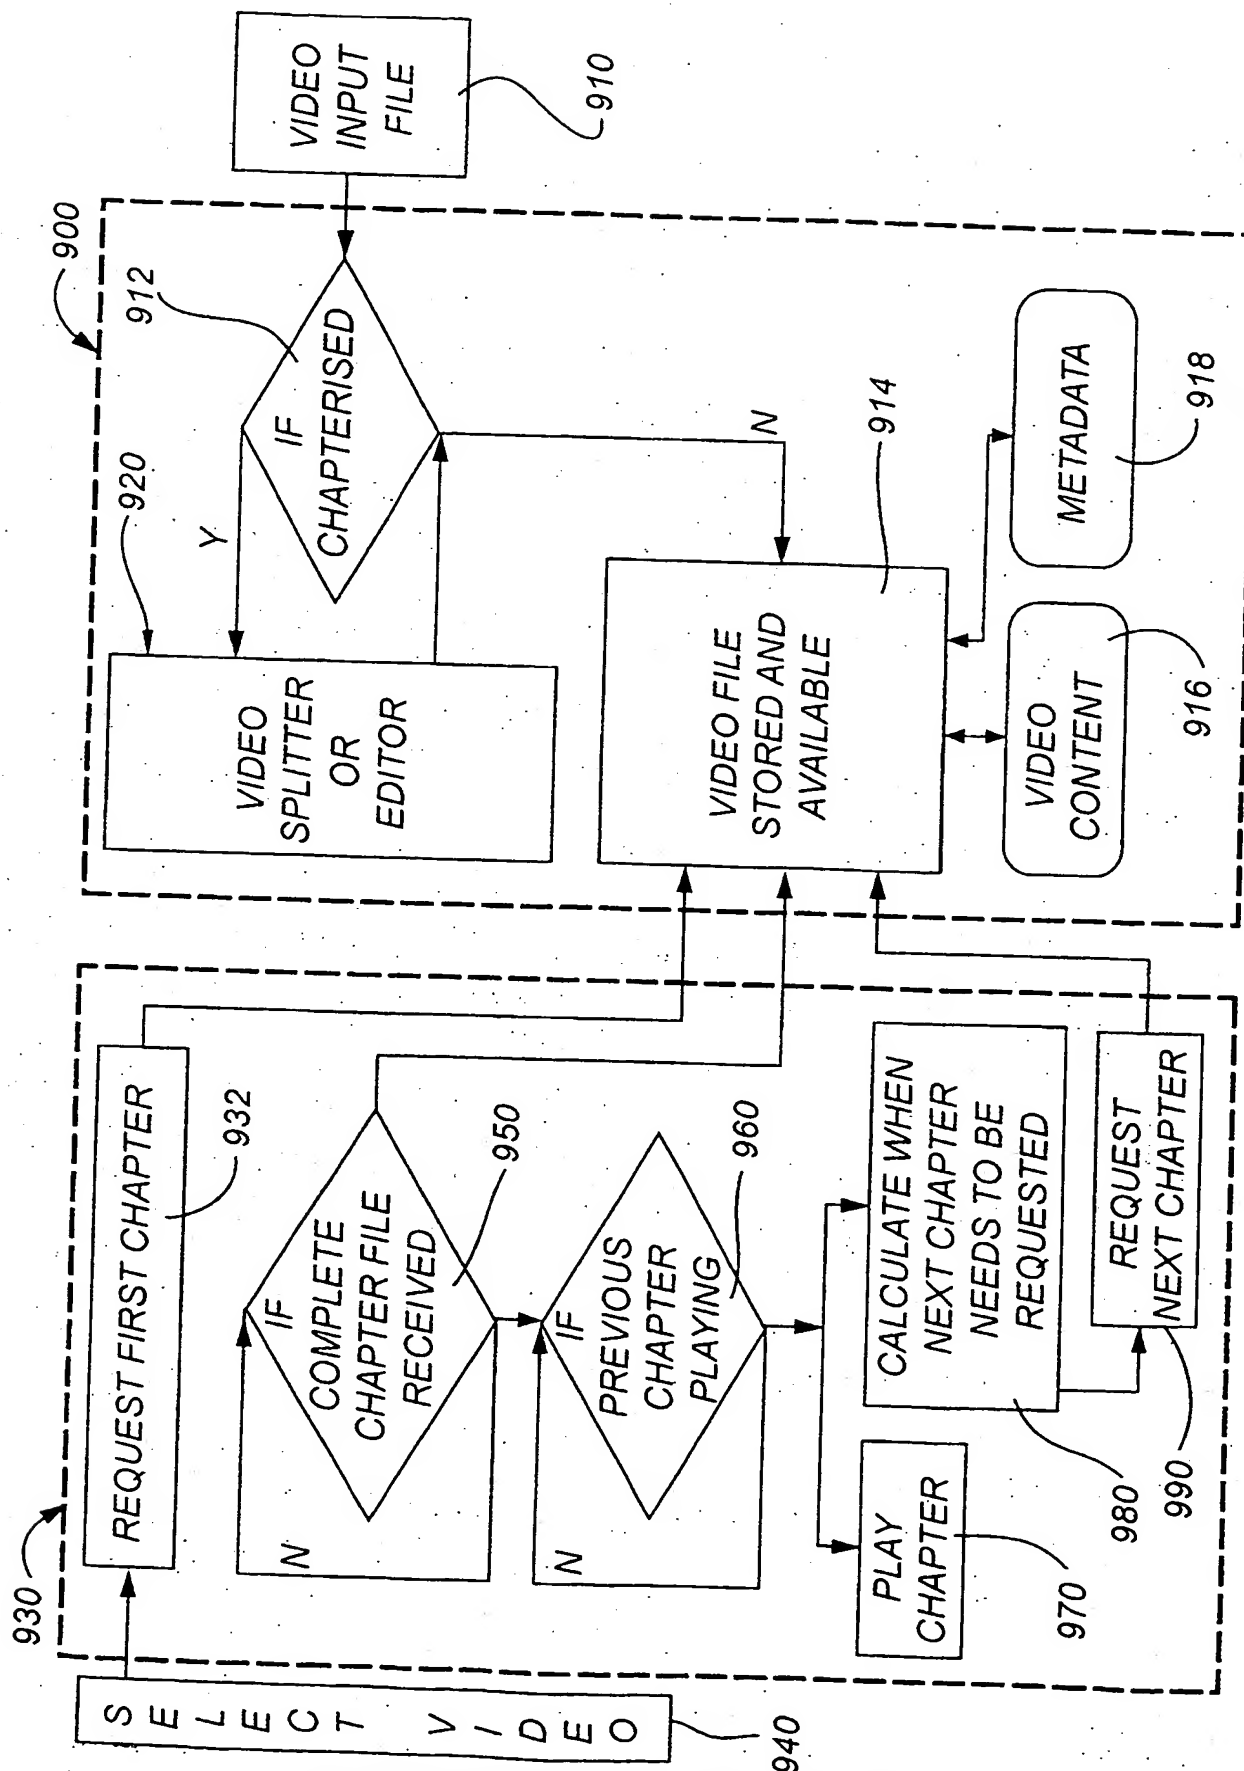 930
SELECT VIDEO
940
REQUEST FIRST CHAPTER
932
IF
COMPLETE
CHAPTER FILE
RECEIVED
950
N
IF
PREVIOUS
CHAPTER
PLAYING
960
N
PLAY
CHAPTER
970
CALCULATE WHEN
NEXT CHAPTER
NEEDS TO BE
REQUESTED
980
REQUEST
NEXT CHAPTER
990
900
920
VIDEO
SPLITTER
OR
EDITOR
Y
IF
CHAPTERISED
912
N
VIDEO
INPUT
FILE
910
VIDEO FILE
STORED AND
AVAILABLE
914
VIDEO
CONTENT
916
METADATA
918